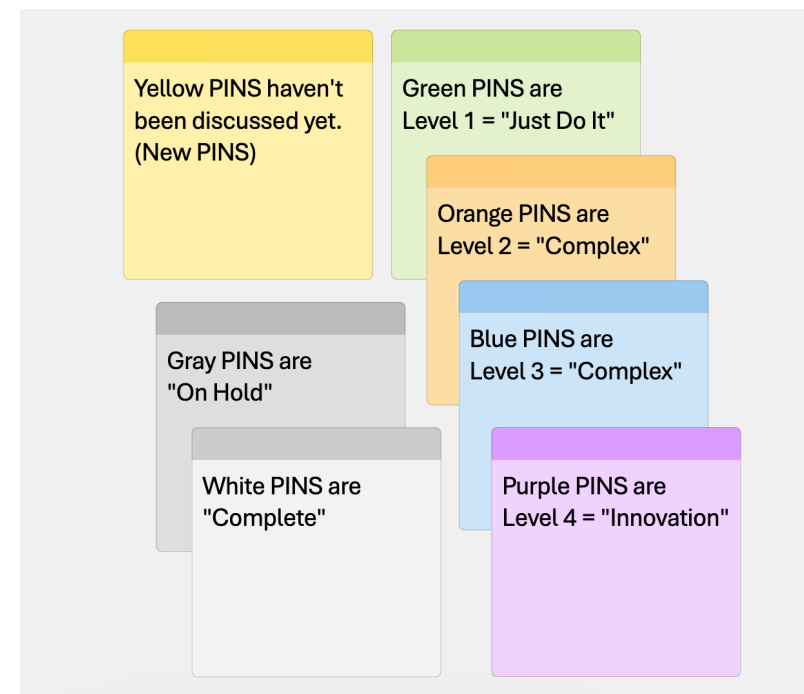 Yellow PINS haven't
been discussed yet.
(New PINS)
Green PINS are
Level 1 = "Just Do It"
Orange PINS are
Level 2 = "Complex"
Blue PINS are
Level 3 = "Complex"
Gray PINS are
"On Hold"
White PINS are
"Complete"
Purple PINS are
Level 4 = "Innovation"